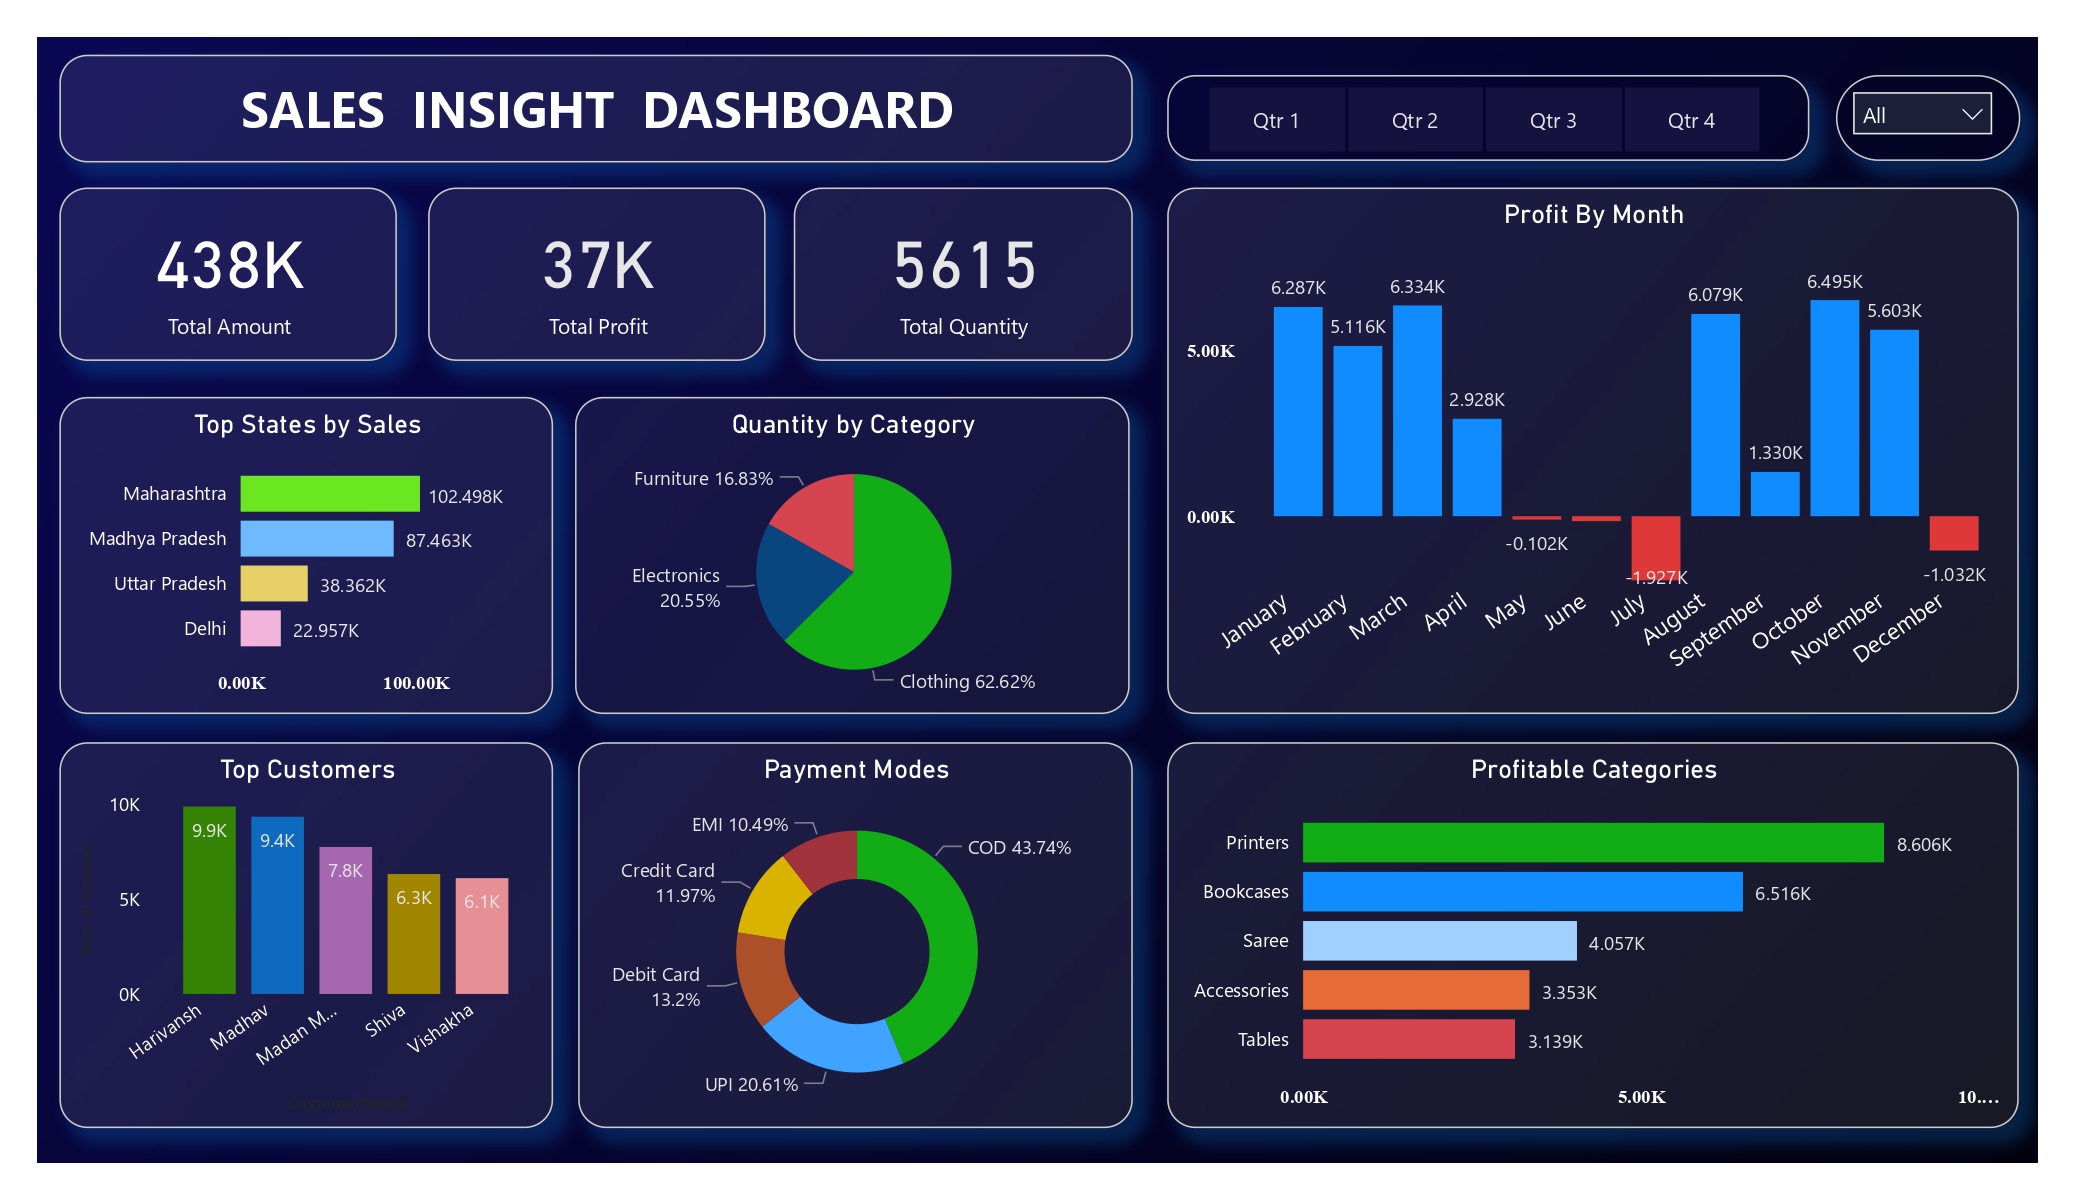 SALES INSIGHT DASHBOARD
Qtr 1
Qtr 2
Qtr 3
Qtr 4
All
438K
Total Amount
37K
Total Profit
5615
Total Quantity
Profit By Month
5.00K
0.00K
6.287K
5.116K
6.334K
2.928K
-0.102K
-1.927K
6.079K
1.330K
6.495K
5.603K
-1.032K
January
February
March
April
May
June
July
August
September
October
November
December
Top States by Sales
Maharashtra
102.498K
Madhya Pradesh
87.463K
Uttar Pradesh
38.362K
Delhi
22.957K
0.00K
100.00K
Quantity by Category
Furniture 16.83%
Electronics
20.55%
Clothing 62.62%
Top Customers
10K
5K
0K
9.9K
9.4K
7.8K
6.3K
6.1K
Harivansh
Madhav
Madan M...
Shiva
Vishakha
CustomerName
Payment Modes
EMI 10.49%
COD 43.74%
Credit Card
11.97%
Debit Card
13.2%
UPI 20.61%
Profitable Categories
Printers
8.606K
Bookcases
6.516K
Saree
4.057K
Accessories
3.353K
Tables
3.139K
0.00K
5.00K
10....